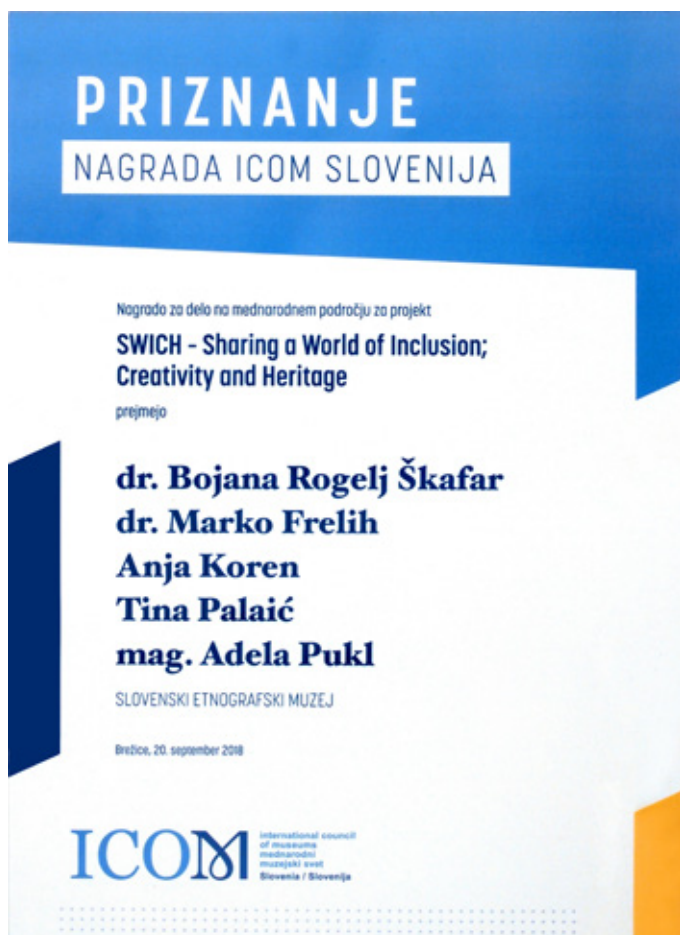 PRIZNANJE
NAGRADA ICOM SLOVENIJA
Nagrado za delo na mednarodnem področju za projekt
SWICH - Sharing a World of Inclusion;
Creativity and Heritage
prejmejo
dr. Bojana Rogelj Škafar
dr. Marko Frelih
Anja Koren
Tina Palaić
mag. Adela Pukl
SLOVENSKI ETNOGRAFSKI MUZEJ
Brežice, 20. september 2018
ICOM
international council
of museums
mednarodni
muzejski svet
Slovenia / Slovenija